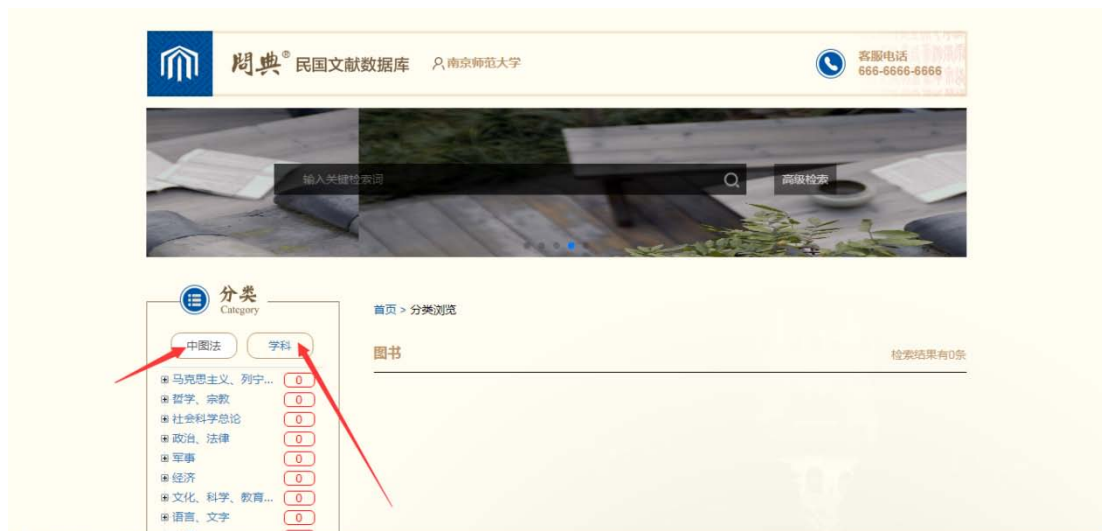 問典® 民国文献数据库 南京师范大学
客服电话
666-6666-6666
输入关键检索词 高级检索
分类
Category
首页 > 分类浏览
中图法 学科
图书 检索结果有0条
马克思主义、列宁... 0
哲学、宗教 0
社会科学总论 0
政治、法律 0
军事 0
经济 0
文化、科学、教育... 0
语言、文字 0